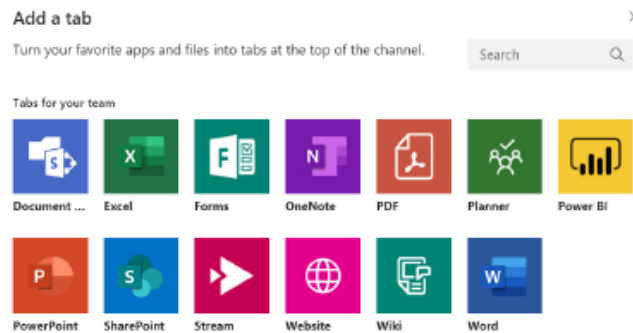 Add a tab
Turn your favorite apps and files into tabs at the top of the channel.
Search
Tabs for your team
S X F N
Document ... Excel Forms OneNote PDF Planner Power BI
P S W
PowerPoint SharePoint Stream Website Wiki Word